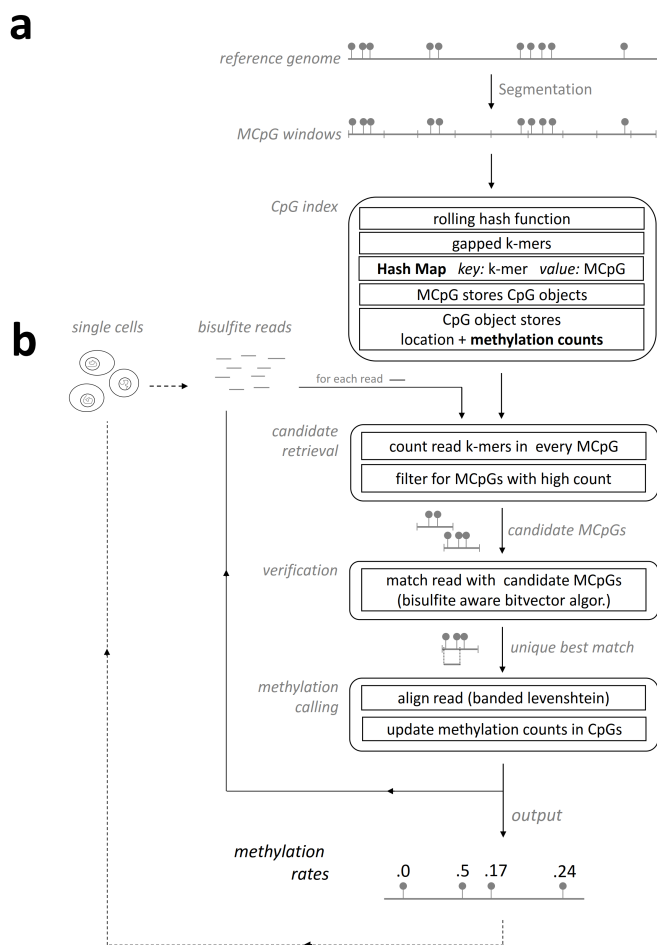 a
reference genome
Segmentation
MCpG windows
CpG index
rolling hash function
gapped k-mers
Hash Map key: k-mer value: MCpG
MCpG stores CpG objects
CpG object stores
location + methylation counts
b
single cells
bisulfite reads
for each read
candidate
retrieval
count read k-mers in every MCpG
filter for MCpGs with high count
candidate MCpGs
verification
match read with candidate MCpGs
(bisulfite aware bitvector algor.)
unique best match
methylation
calling
align read (banded levenshtein)
update methylation counts in CpGs
output
methylation
rates
.0 .5 .17 .24